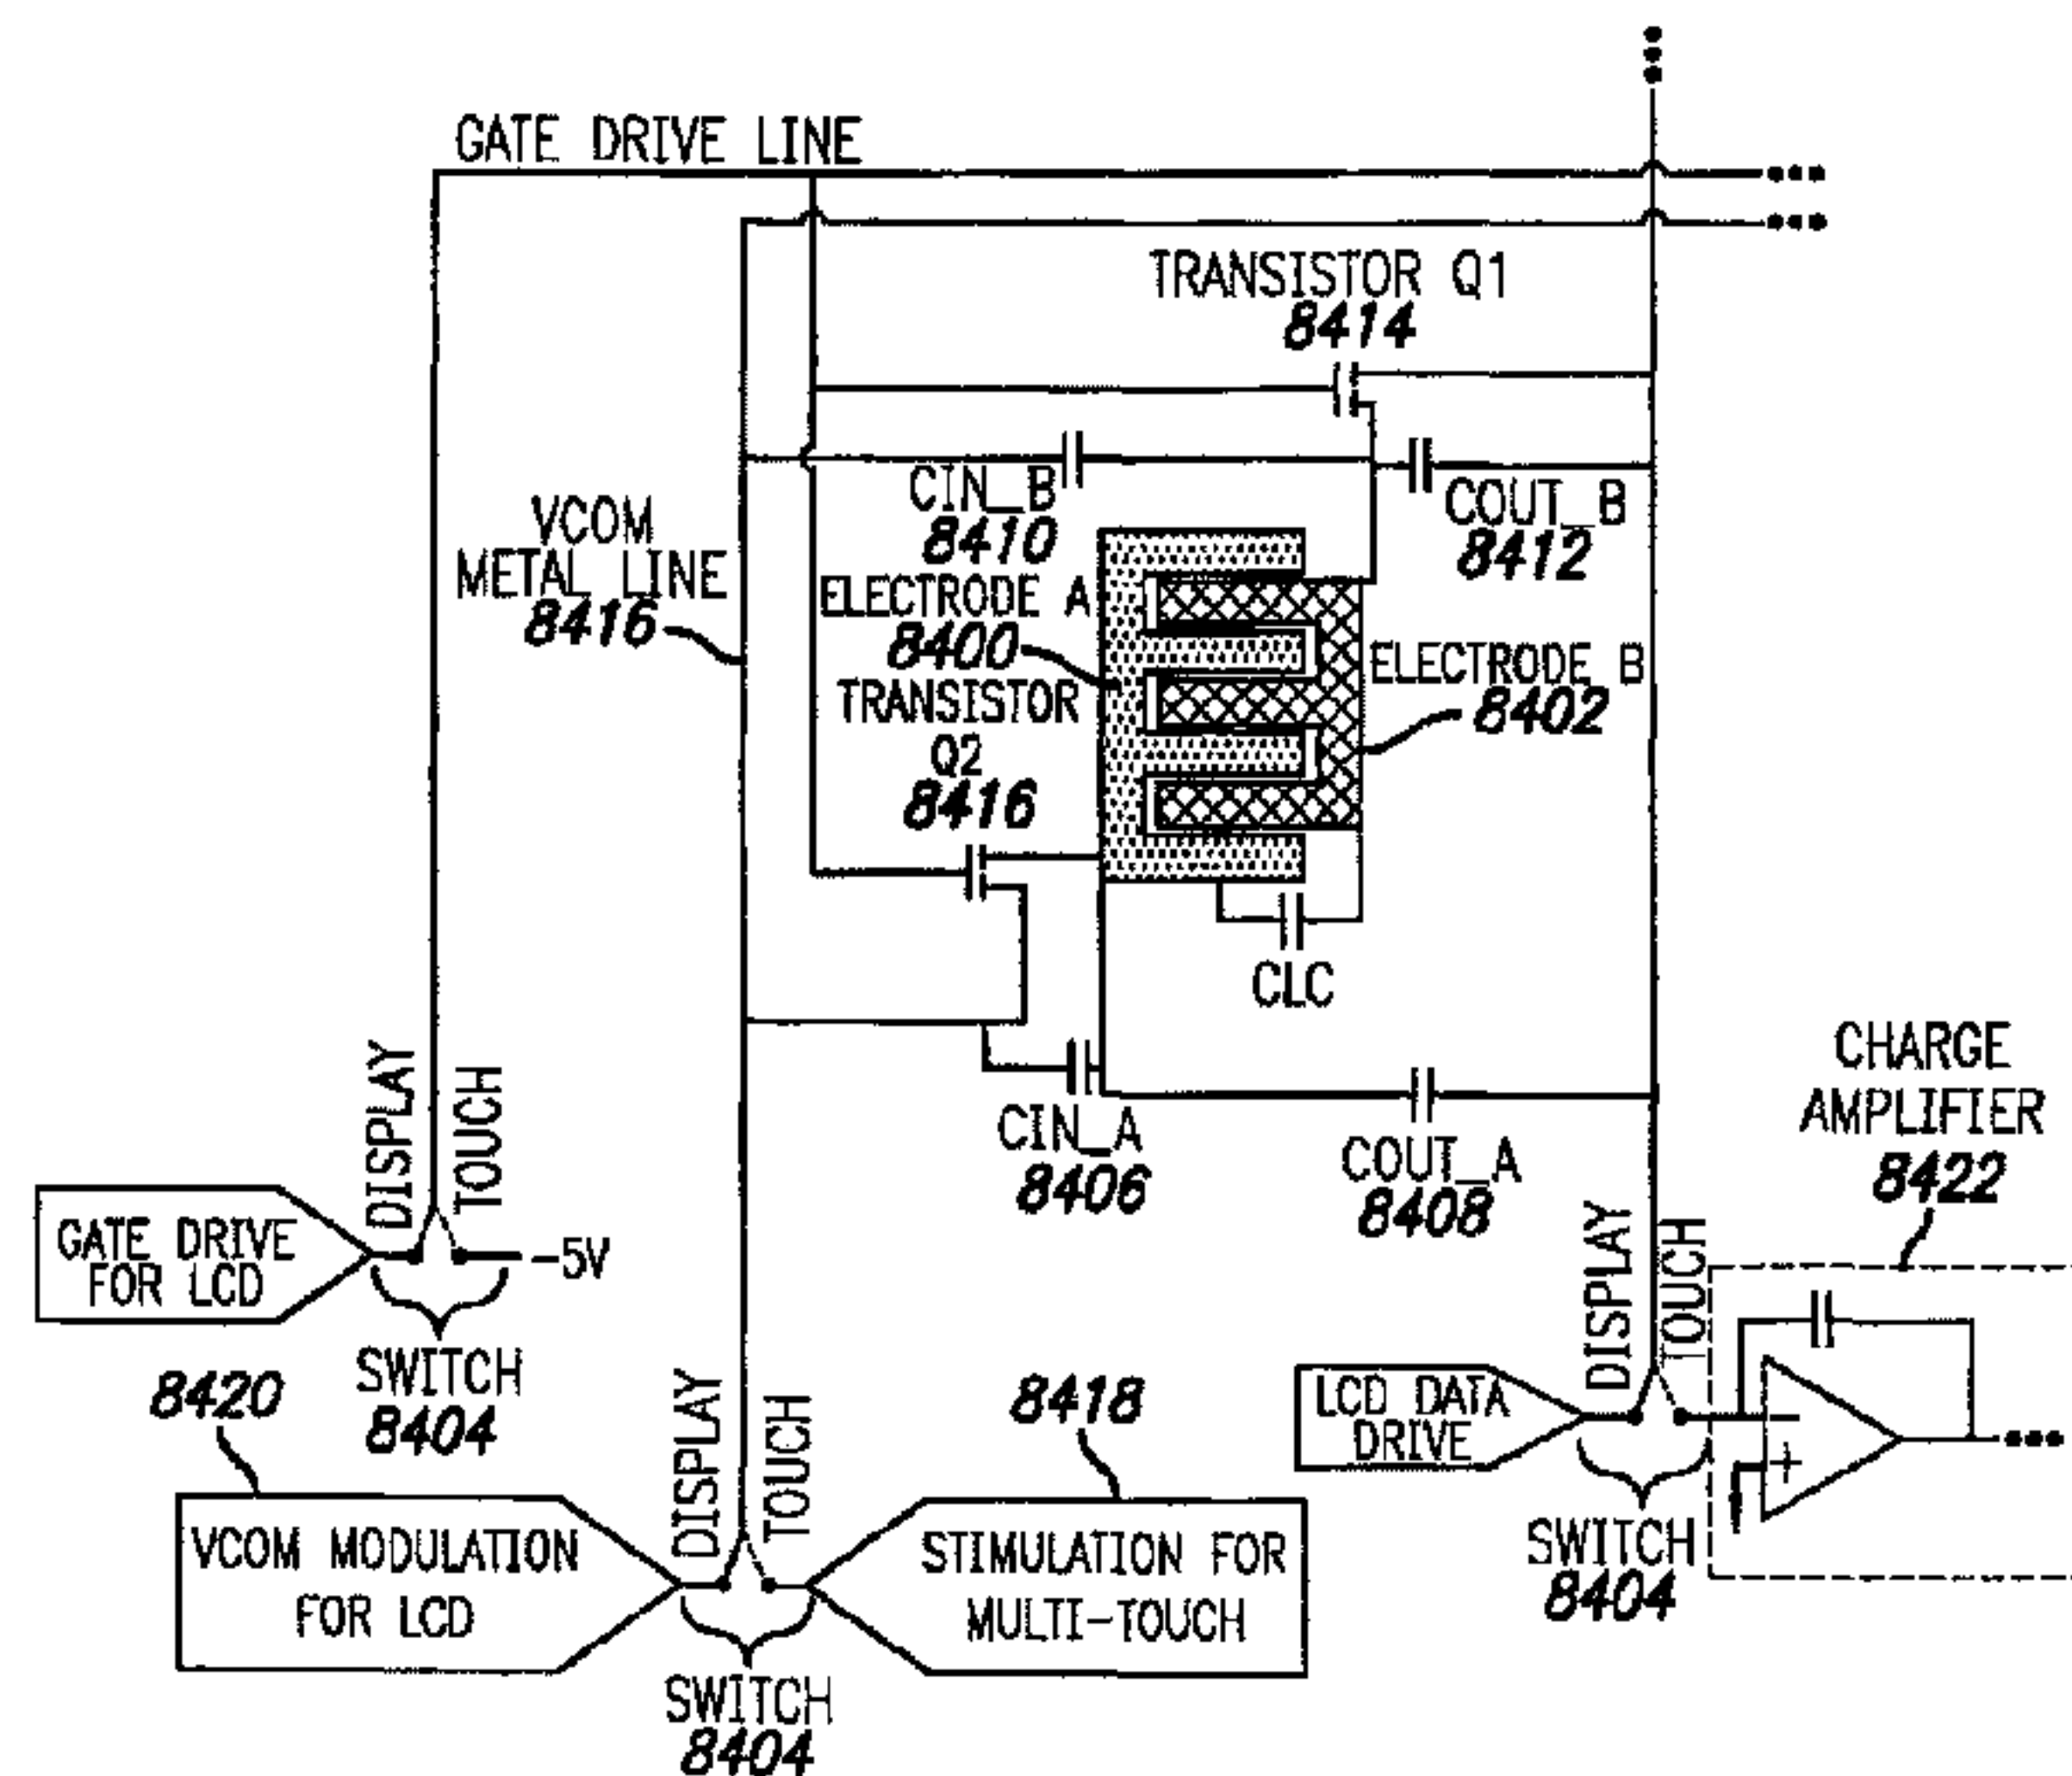 GATE DRIVE LINE
TRANSISTOR Q1
8414
CIN_B
8410
COUT_B
8412
VCOM
METAL LINE
8416
ELECTRODE A
8400
ELECTRODE B
8402
TRANSISTOR
Q2
8416
CLC
CIN_A
8406
COUT_A
8408
CHARGE
AMPLIFIER
8422
DISPLAY
TOUCH
GATE DRIVE
FOR LCD
-5V
SWITCH
8404
8420
VCOM MODULATION
FOR LCD
DISPLAY
TOUCH
8418
STIMULATION FOR
MULTI-TOUCH
SWITCH
8404
DISPLAY
TOUCH
LCD DATA
DRIVE
−
+
SWITCH
8404